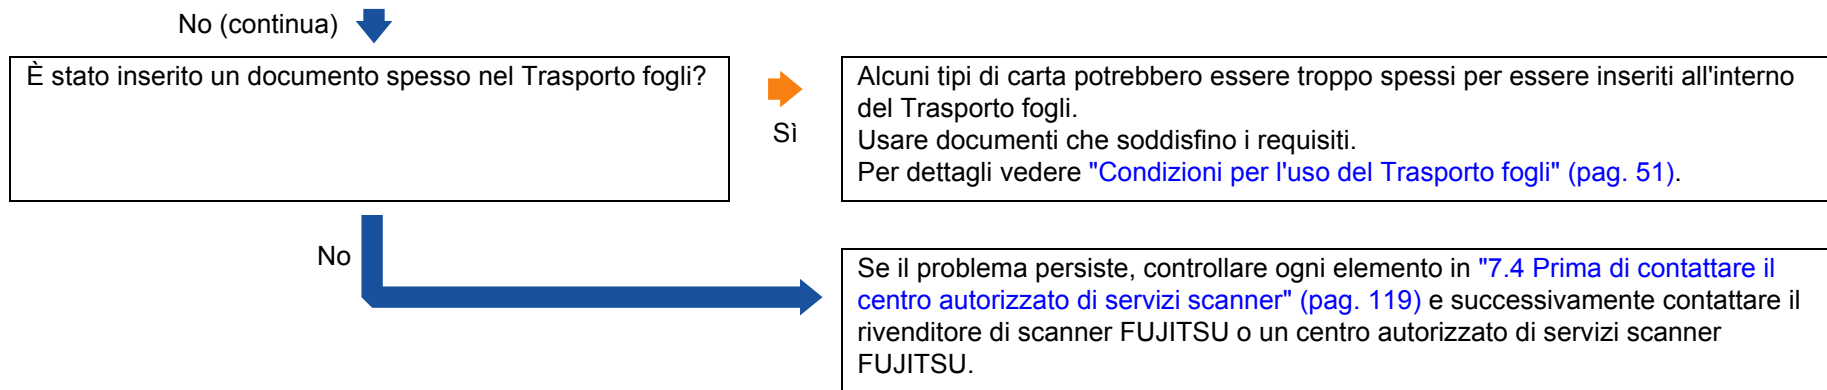 No (continua)
È stato inserito un documento spesso nel Trasporto fogli?
Sì
Alcuni tipi di carta potrebbero essere troppo spessi per essere inseriti all'interno
del Trasporto fogli.
Usare documenti che soddisfino i requisiti.
Per dettagli vedere "Condizioni per l'uso del Trasporto fogli" (pag. 51).
No
Se il problema persiste, controllare ogni elemento in "7.4 Prima di contattare il
centro autorizzato di servizi scanner" (pag. 119) e successivamente contattare il
rivenditore di scanner FUJITSU o un centro autorizzato di servizi scanner
FUJITSU.